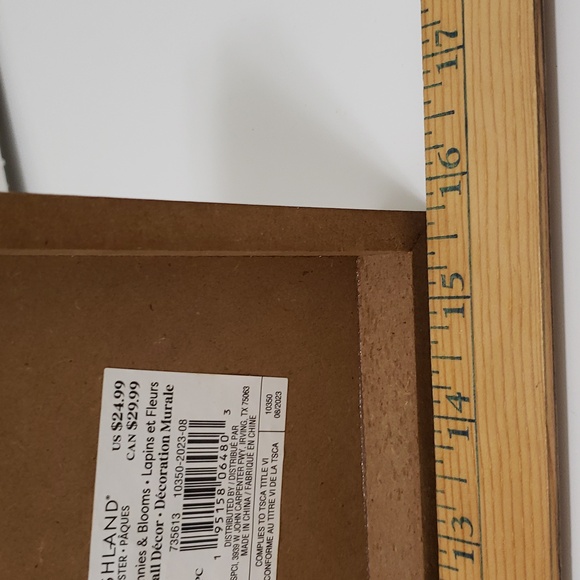 HLAND®
STER • PÂQUES
nnies & Blooms • Lapins et Fleurs
all Décor • Décoration Murale
US $24.99
CAN $29.99
735613 10350-2023-08
1 95158 06480 3
PC
DISTRIBUTED BY / DISTRIBUÉ PAR
SPCI, 3939 W JOHN CARPENTER FWY, IRVING, TX 75063
MADE IN CHINA / FABRIQUÉ EN CHINE
COMPLIES TO TSCA TITLE VI
CONFORME AU TITRE VI DE LA TSCA
10350
08/2023
13 14 15 16 17